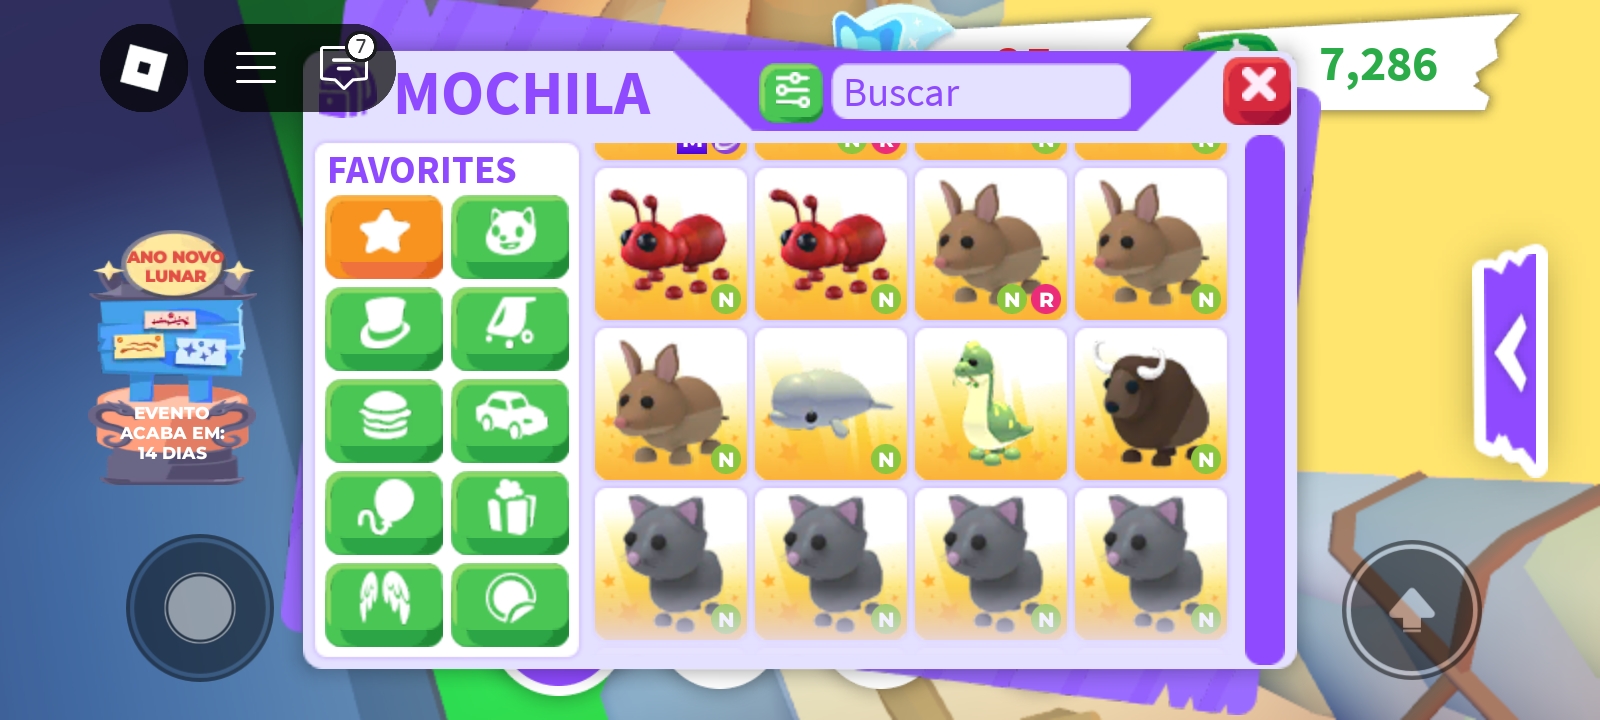 7
MOCHILA
Buscar
7,286
FAVORITES
M
N
R
N
N
N
N
N
R
N
N
N
N
N
N
N
N
ANO NOVO
LUNAR
EVENTO
ACABA EM:
14 DIAS